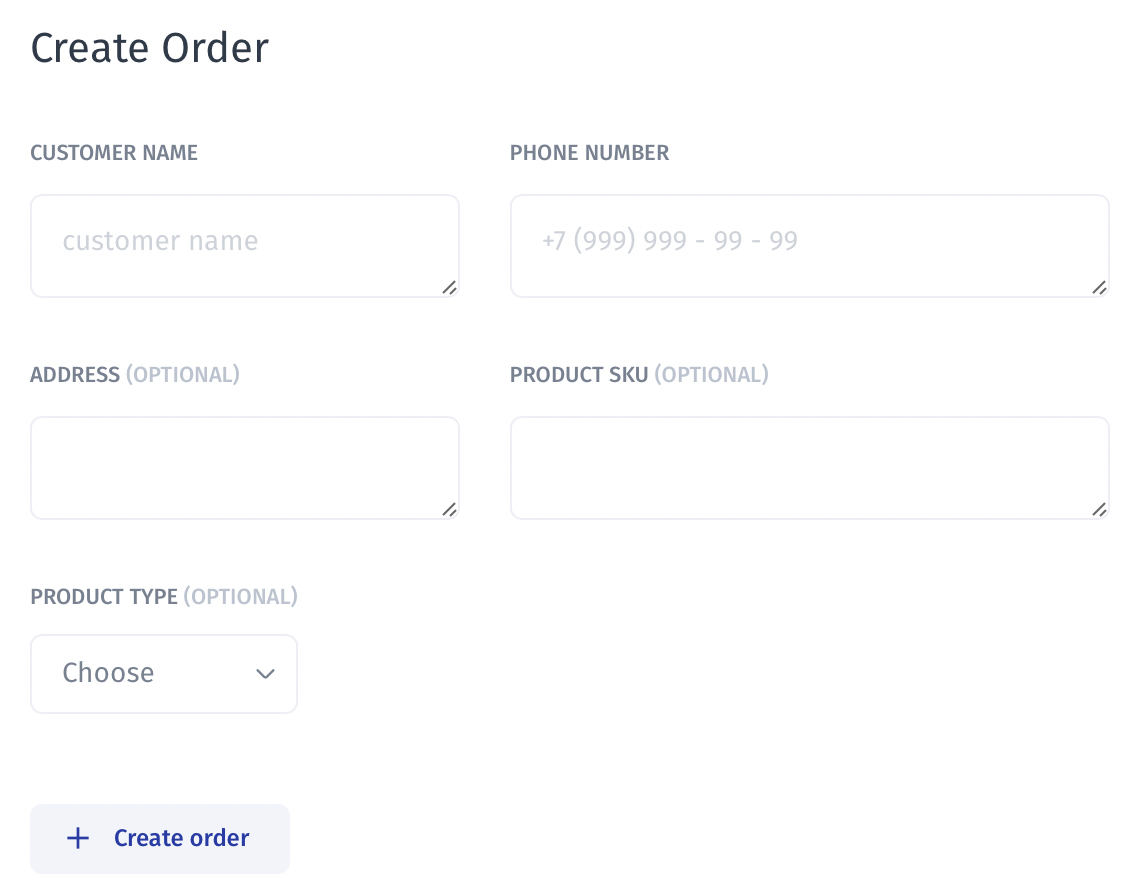 Create Order
CUSTOMER NAME
PHONE NUMBER
customer name
+7 (999) 999 - 99 - 99
ADDRESS (OPTIONAL)
PRODUCT SKU (OPTIONAL)
PRODUCT TYPE (OPTIONAL)
Choose
Create order